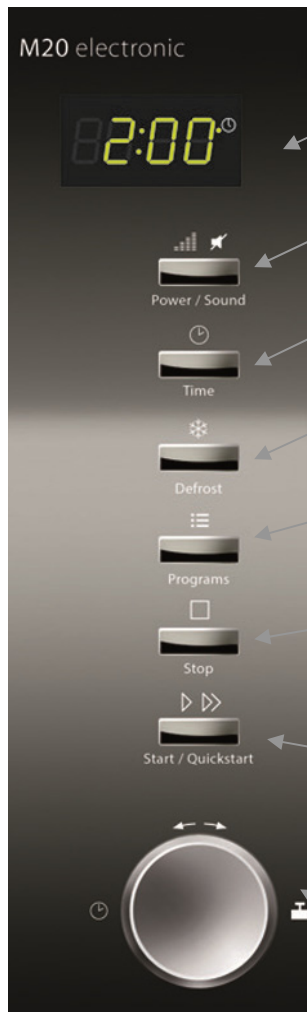 M20 electronic
2:00
Power / Sound
Time
Defrost
Programs
Stop
Start / Quickstart